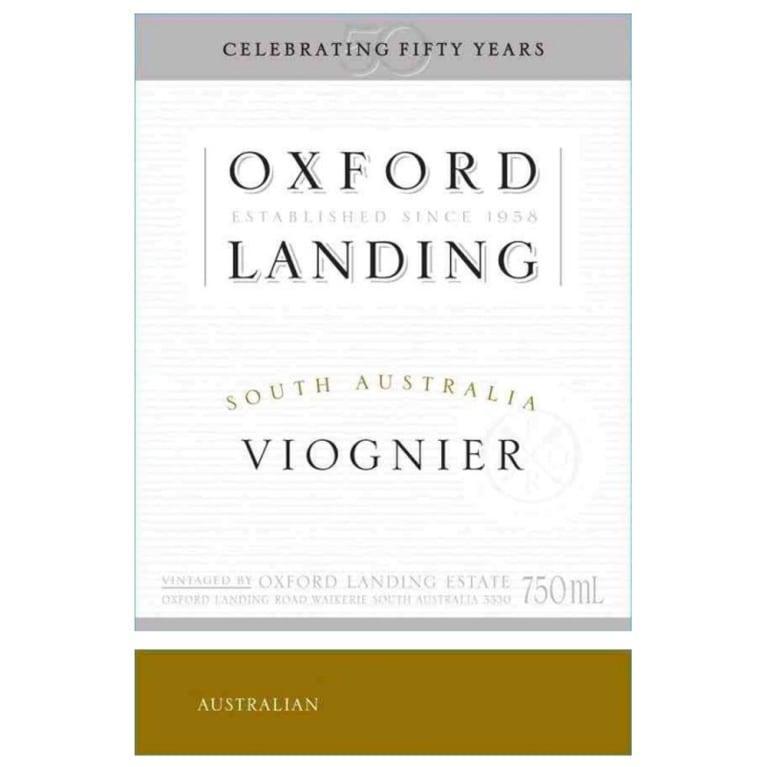 CELEBRATING FIFTY YEARS
50
OXFORD
ESTABLISHED SINCE 1958
LANDING
SOUTH AUSTRALIA
VIOGNIER
VINTAGED BY OXFORD LANDING ESTATE
OXFORD LANDING ROAD WAIKERIE SOUTH AUSTRALIA 5330
750mL
AUSTRALIAN